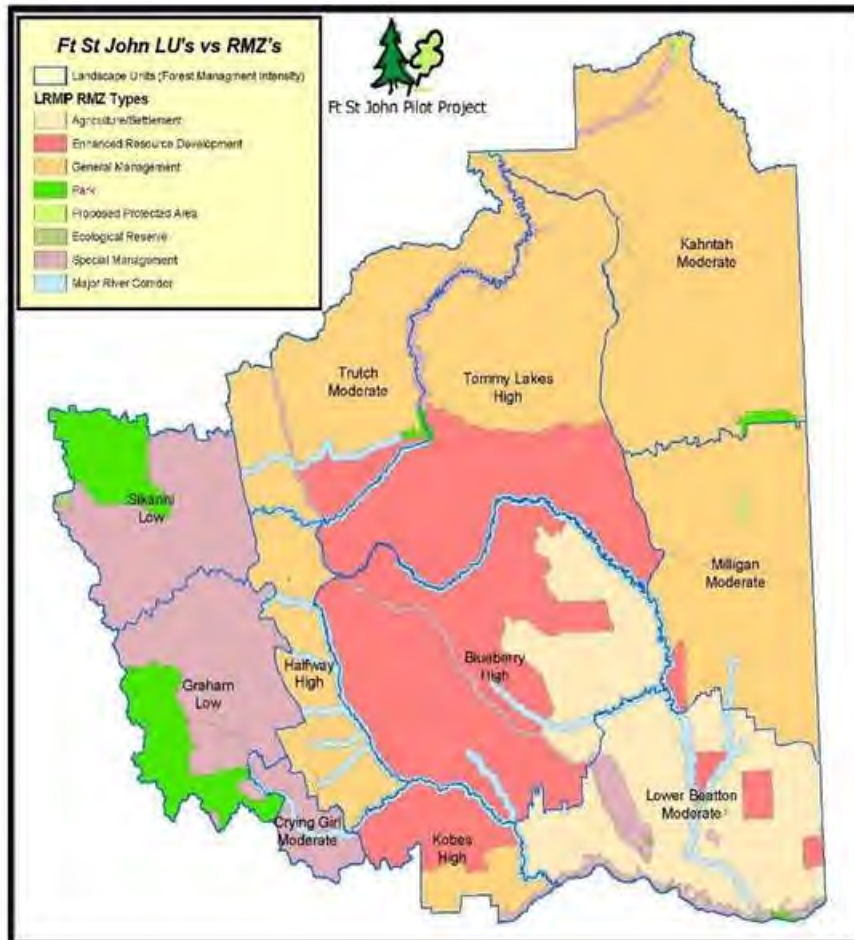 Ft St John LU's vs RMZ's
Landscape Units (Forest Managment Intensity)
LRMP RMZ Types
Agriculture/Settlement
Enhanced Resource Development
General Management
Park
Proposed Protected Area
Ecological Reserve
Special Management
Major River Corridor
Ft St John Pilot Project
Kahntah
Moderate
Trutch
Moderate
Tommy Lakes
High
Sikanni
Low
Milligan
Moderate
Halfway
High
Blueberry
High
Graham
Low
Lower Beatton
Moderate
Crying Girl
Moderate
Kobes
High